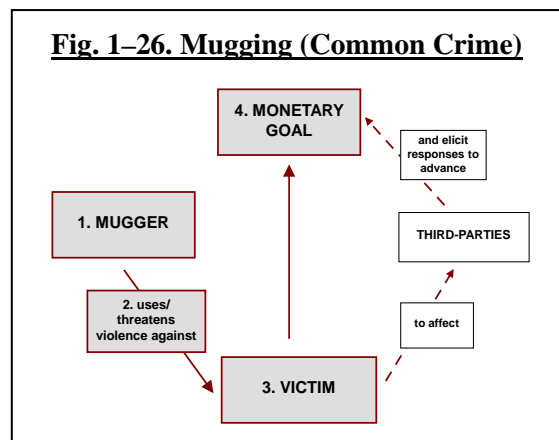 Fig. 1–26. Mugging (Common Crime)
4. MONETARY
GOAL
and elicit
responses to
advance
1. MUGGER
THIRD-PARTIES
2. uses/
threatens
violence against
to affect
3. VICTIM